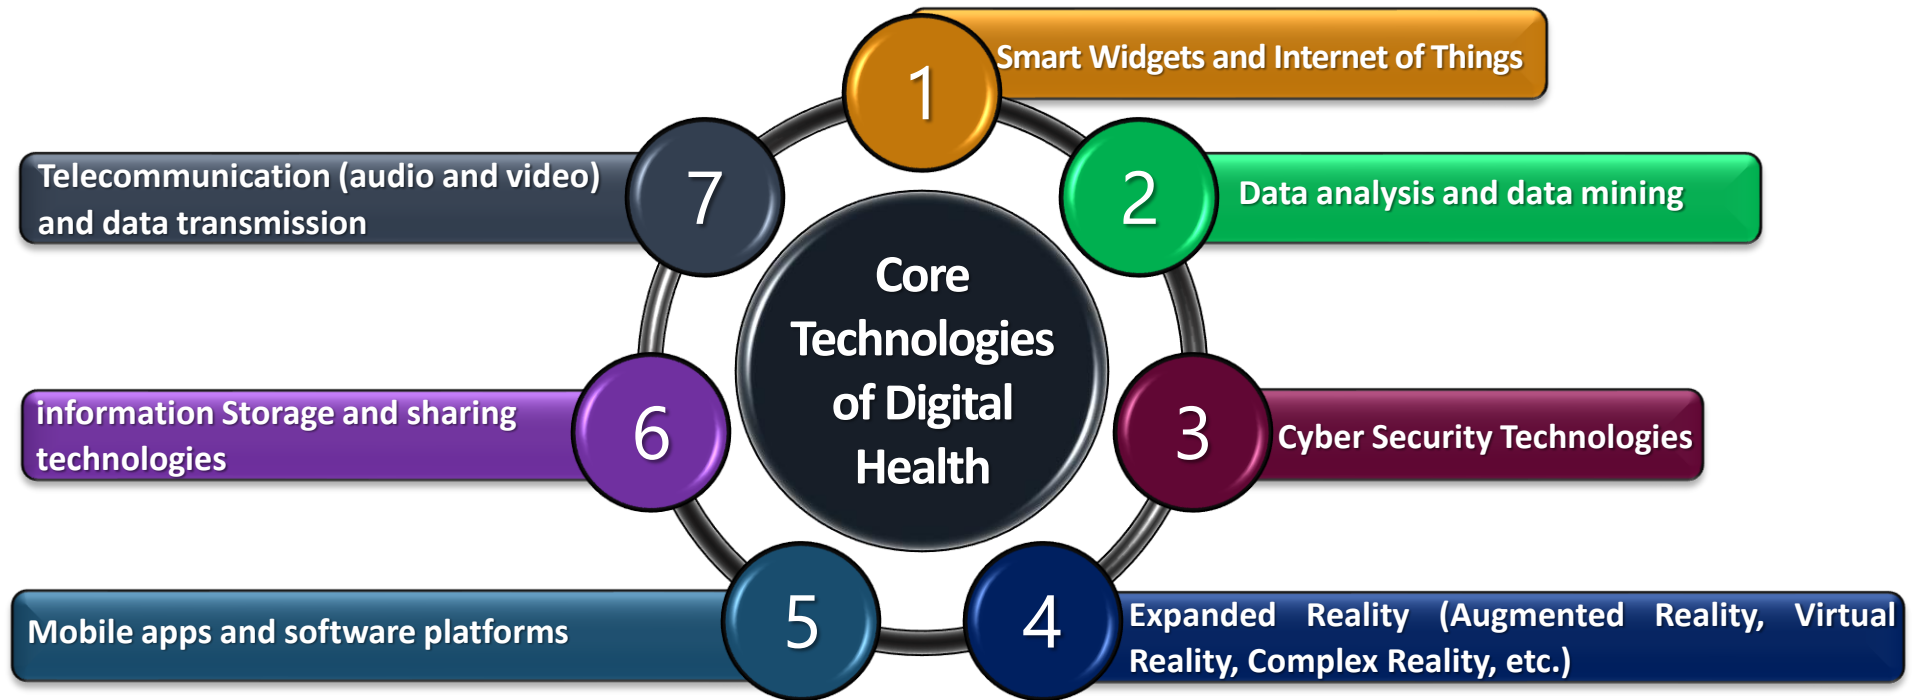 Core
Technologies
of Digital
Health
1
Smart Widgets and Internet of Things
2
Data analysis and data mining
3
Cyber Security Technologies
4
Expanded Reality (Augmented Reality, Virtual
Reality, Complex Reality, etc.)
5
Mobile apps and software platforms
6
information Storage and sharing
technologies
7
Telecommunication (audio and video)
and data transmission